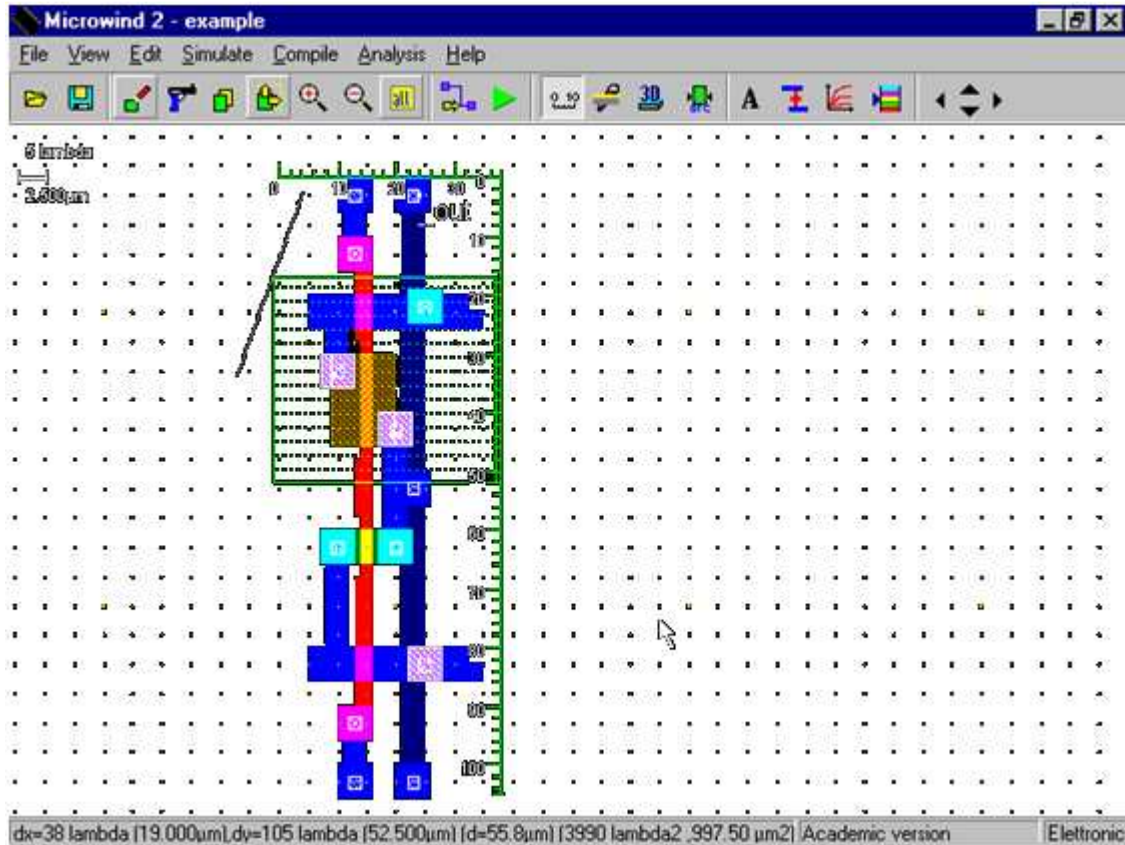 Microwind 2 - example
File View Edit Simulate Compile Analysis Help
3D
A
5 lambda
2.500µm
0 10 20 30 0
OLE
10
20
30
40
50
60
70
80
90
100
dx=38 lambda (19.000µm),dy=105 lambda (52.500µm) (d=55.8µm) (3990 lambda2 ,997.50 µm2) Academic version Elettronic